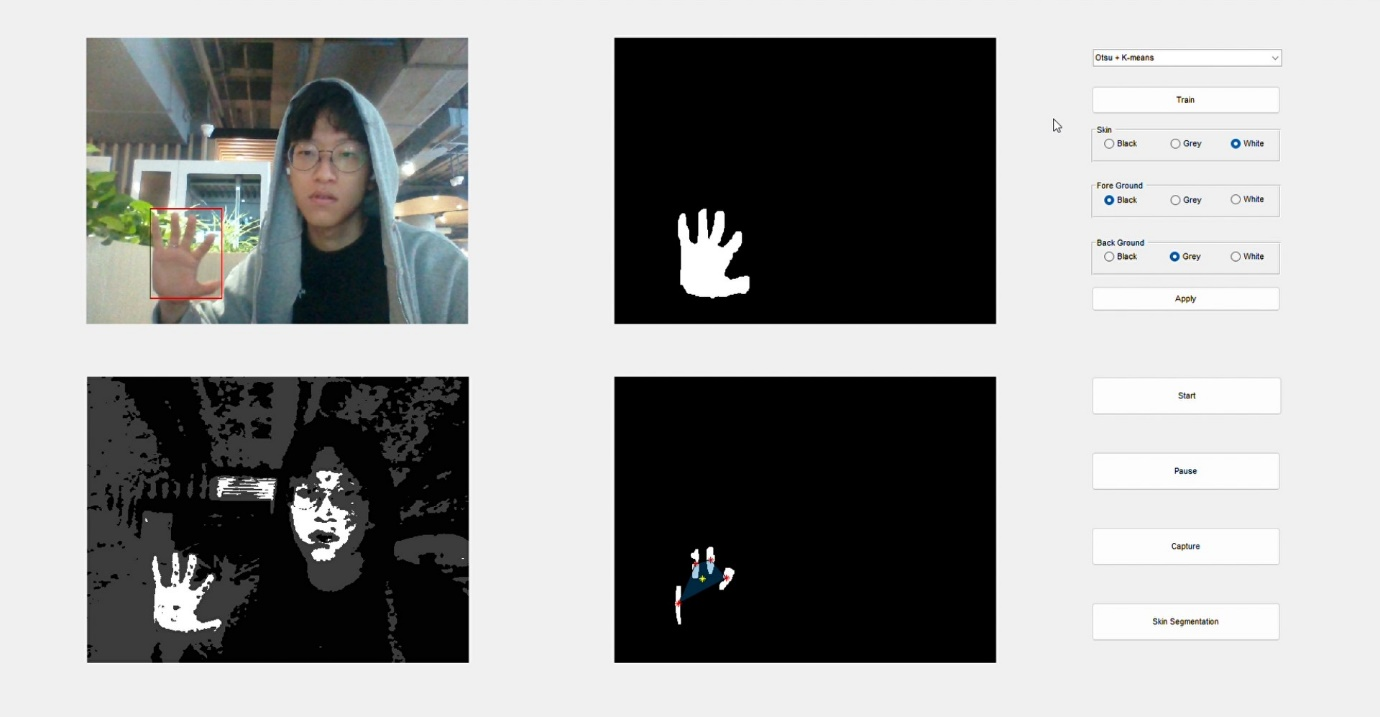 Otsu + K-means
Train
Skin
Black Grey White
Fore Ground
Black Grey White
Back Ground
Black Grey White
Apply
Start
Pause
Capture
Skin Segmentation